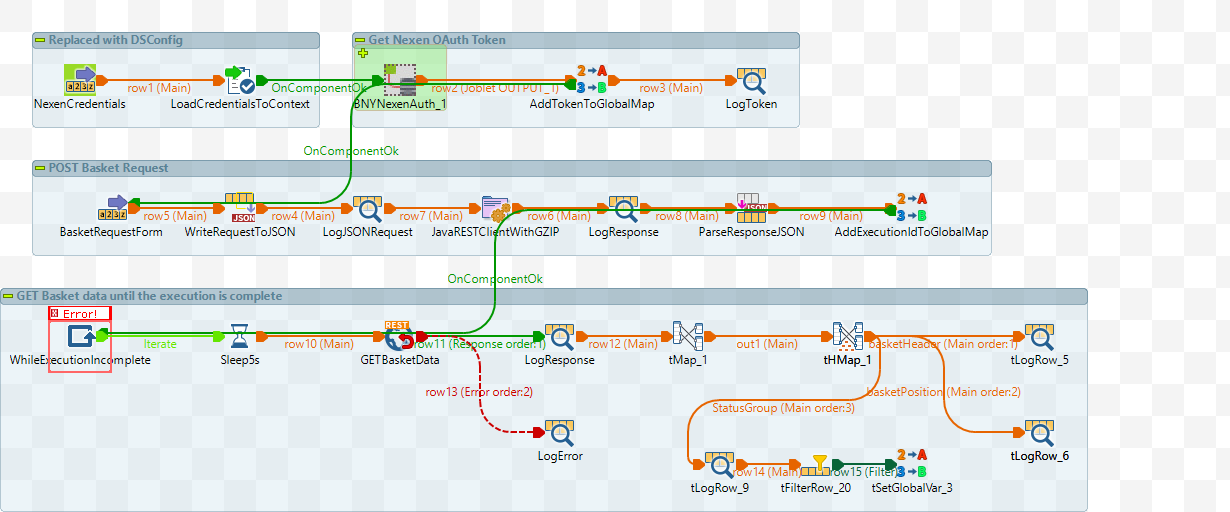 Replaced with DSConfig
Get Nexen OAuth Token
row1 (Main)
OnComponentOk
row2 (Joblet OUTPUT_1)
row3 (Main)
NexenCredentials
LoadCredentialsToContext
BNYNexenAuth_1
AddTokenToGlobalMap
LogToken
OnComponentOk
POST Basket Request
row5 (Main)
row4 (Main)
row7 (Main)
row6 (Main)
row8 (Main)
row9 (Main)
BasketRequestForm
WriteRequestToJSON
LogJSONRequest
JavaRESTClientWithGZIP
LogResponse
ParseResponseJSON
AddExecutionIdToGlobalMap
OnComponentOk
GET Basket data until the execution is complete
Error!
Iterate
row10 (Main)
row11 (Response order:1)
row12 (Main)
out1 (Main)
basketHeader (Main order:1)
WhileExecutionIncomplete
Sleep5s
GETBasketData
LogResponse
tMap_1
tHMap_1
tLogRow_5
row13 (Error order:2)
basketPosition (Main order:2)
StatusGroup (Main order:3)
LogError
tLogRow_6
row14 (Main)
row15 (Filter)
tLogRow_9
tFilterRow_20
tSetGlobalVar_3